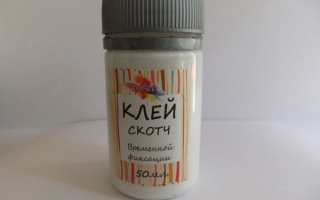 КЛЕЙ
СКОТЧ
Временной
фиксации
50мл.